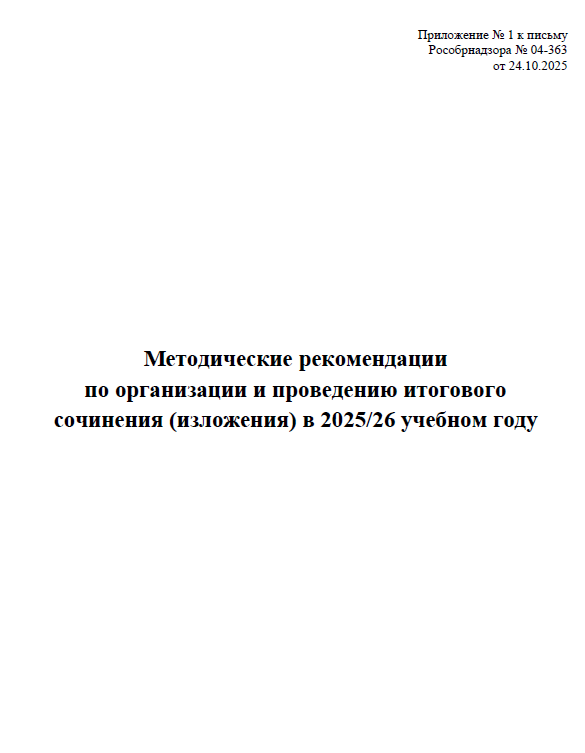 Приложение № 1 к письму
Рособрнадзора № 04-363
от 24.10.2025
Методические рекомендации
по организации и проведению итогового
сочинения (изложения) в 2025/26 учебном году